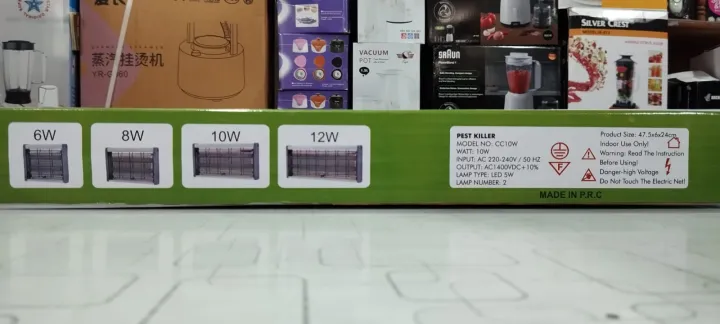 蒸汽挂烫机
VACUUM
POT
BRAUN
SILVER CREST
6W
8W
10W
12W
PEST KILLER
MODEL NO: CC10W
WATT: 10W
INPUT: AC 220-240V / 50 HZ
OUTPUT: AC1400VDC+10%
LAMP TYPE: LED 5W
LAMP NUMBER: 2
Product Size: 47.5x6x24cm
Indoor Use Only!
Warning: Read The Instruction
Before Using!
Danger-high Voltage
Do Not Touch The Electric Net!
MADE IN P.R.C